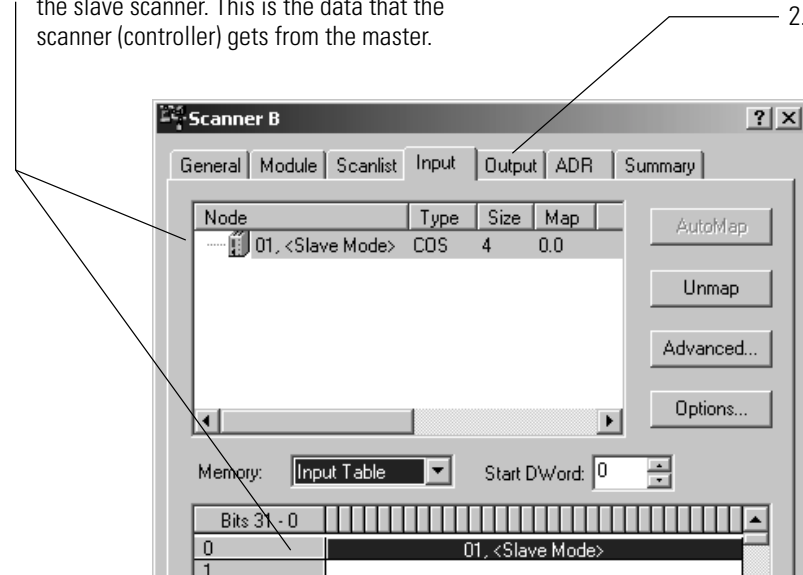 the slave scanner. This is the data that the
scanner (controller) gets from the master.
2.
Scanner B
General Module Scanlist Input Output ADR Summary
Node Type Size Map
01, <Slave Mode> COS 4 0.0
AutoMap
Unmap
Advanced...
Options...
Memory: Input Table Start DWord: 0
Bits 31 - 0
0 01, <Slave Mode>
1